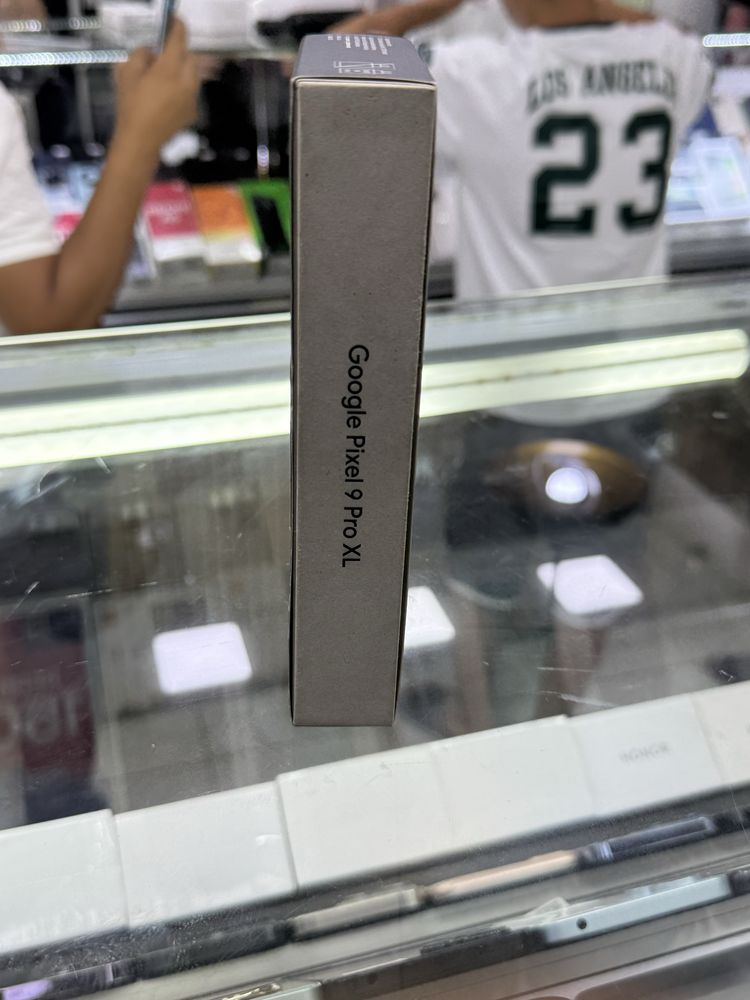 LOS ANGELES
23
Google Pixel 9 Pro XL
HONOR